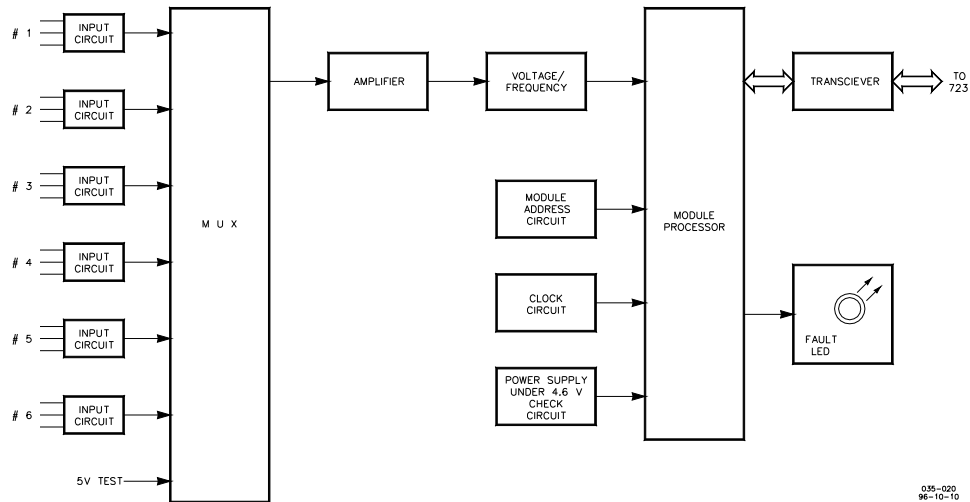 # 1
INPUT
CIRCUIT
# 2
INPUT
CIRCUIT
# 3
INPUT
CIRCUIT
# 4
INPUT
CIRCUIT
# 5
INPUT
CIRCUIT
# 6
INPUT
CIRCUIT
5V TEST
M U X
AMPLIFIER
VOLTAGE/
FREQUENCY
MODULE
ADDRESS
CIRCUIT
CLOCK
CIRCUIT
POWER SUPPLY
UNDER 4.6 V
CHECK
CIRCUIT
MODULE
PROCESSOR
TRANSCIEVER
TO
723
FAULT
LED
035-020
96-10-10